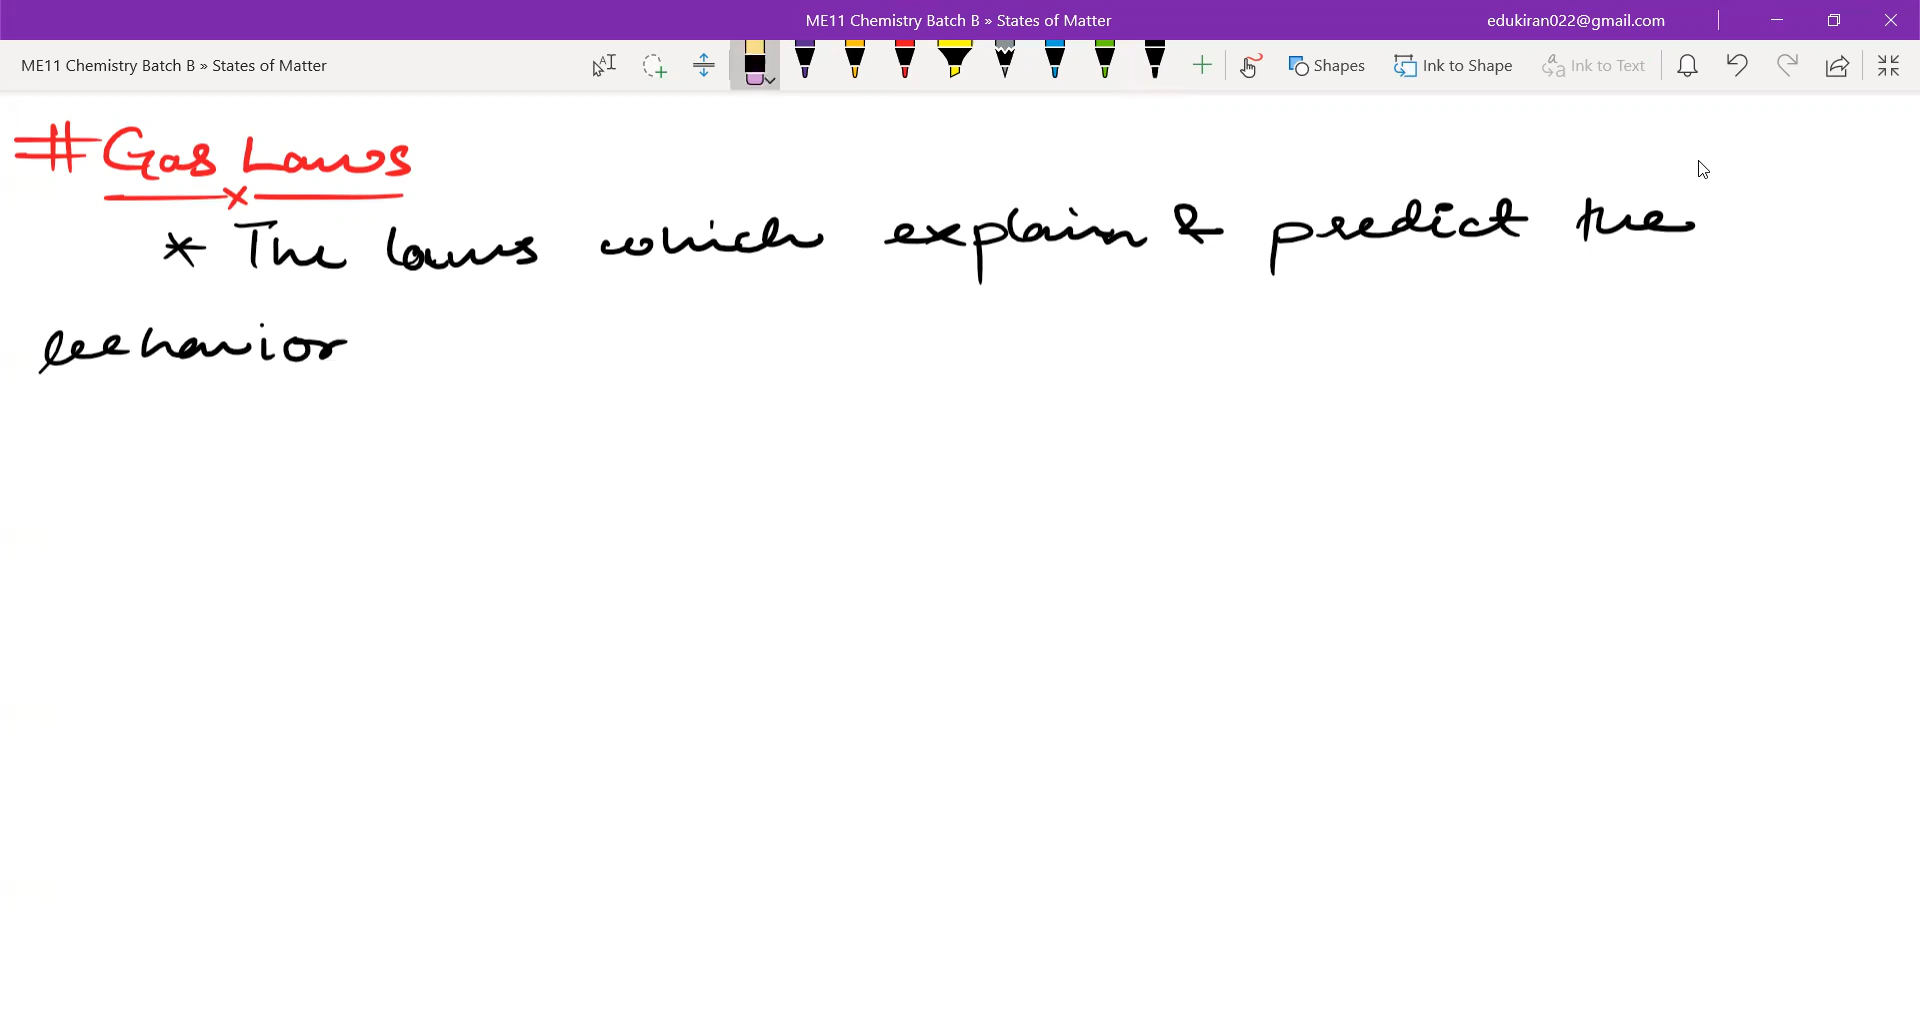 ME11 Chemistry Batch B » States of Matter
edukiran022@gmail.com
ME11 Chemistry Batch B » States of Matter
Shapes
Ink to Shape
Ink to Text
# Gas Laws
* The laws which explain & predict the
behavior